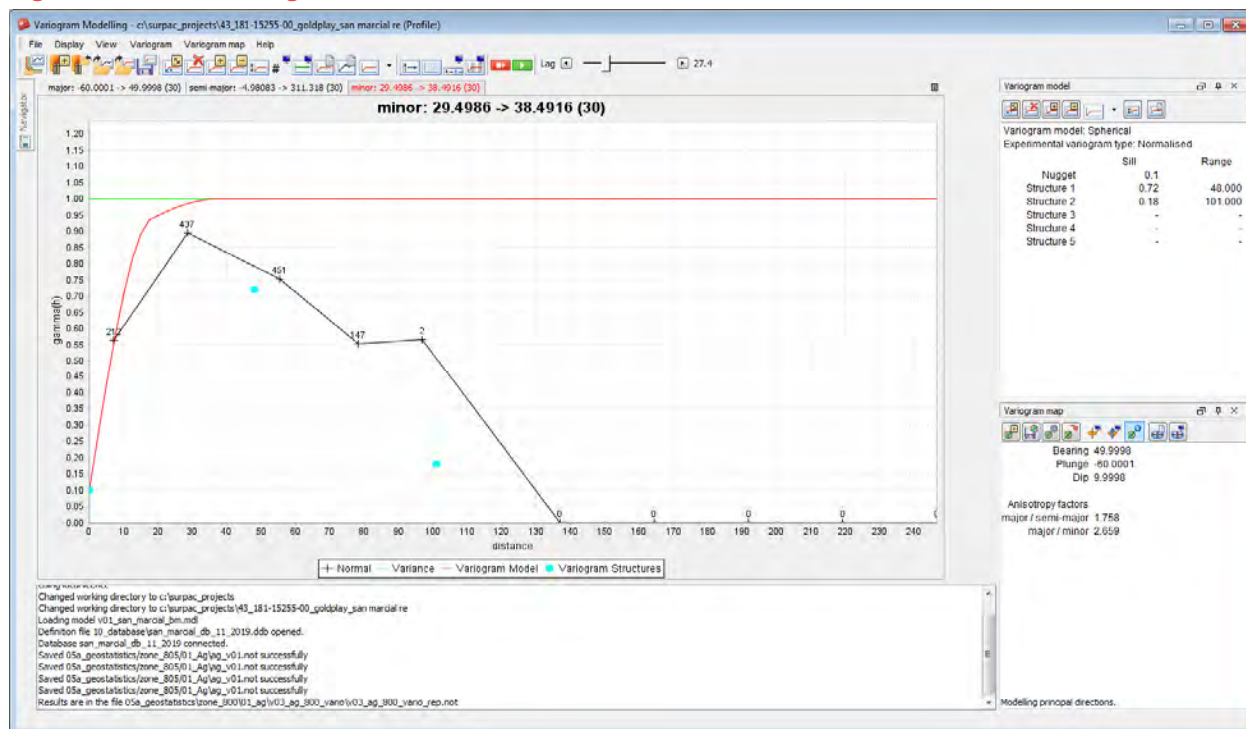 Variogram Modelling - c:\surpac_projects\43_181-15255-00_goldplay_san marcial re (Profile:)
File Display View Variogram Variogram map Help
Lag 27.4
major: -60.0001 -> 49.9998 (30) semi-major: -4.98083 -> 311.318 (30) minor: 29.4986 -> 38.4916 (30)
Navigator
minor: 29.4986 -> 38.4916 (30)
1.20
1.15
1.10
1.05
1.00
0.95
0.90
0.85
0.80
0.75
0.70
0.65
0.60
0.55
0.50
0.45
0.40
0.35
0.30
0.25
0.20
0.15
0.10
0.05
0.00
gamma(h)
437
451
147
2
0 0 0 0
0 10 20 30 40 50 60 70 80 90 100 110 120 130 140 150 160 170 180 190 200 210 220 230 240
distance
Normal Variance Variogram Model Variogram Structures
Changed working directory to c:\surpac_projects
Changed working directory to c:\surpac_projects\43_181-15255-00_goldplay_san marcial re
Loading model v01_san_marcial_bm.mdl
Definition file 10_database\san_marcial_db_11_2019.ddb opened.
Database san_marcial_db_11_2019 connected.
Saved 05a_geostatistics/zone_805/01_Ag\ag_v01.not successfully
Saved 05a_geostatistics/zone_805/01_Ag\ag_v01.not successfully
Saved 05a_geostatistics/zone_805/01_Ag\ag_v01.not successfully
Saved 05a_geostatistics/zone_805/01_Ag\ag_v01.not successfully
Results are in the file 05a_geostatistics\zone_800\01_ag\v03_ag_800_vario\v03_ag_800_vario_rep.not
Variogram model
Variogram model: Spherical
Experimental variogram type: Normalised
Sill Range
Nugget 0.1
Structure 1 0.72 48.000
Structure 2 0.18 101.000
Structure 3 - -
Structure 4 - -
Structure 5 - -
Variogram map
Bearing 49.9998
Plunge -60.0001
Dip 9.9998
Anisotropy factors
major / semi-major 1.758
major / minor 2.659
Modelling principal directions.